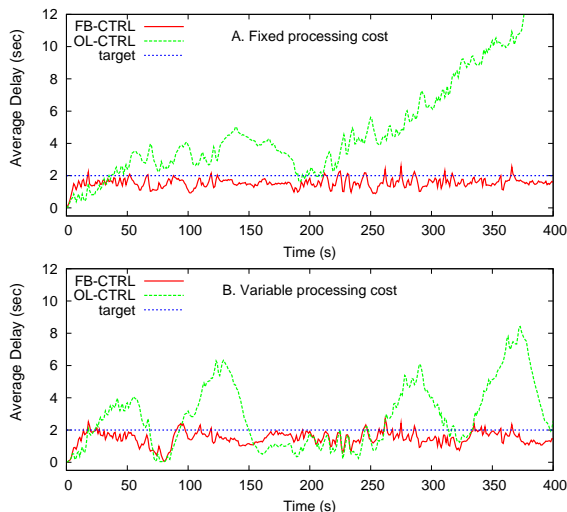 FB-CTRL
OL-CTRL
target
A. Fixed processing cost
Average Delay (sec)
12
10
8
6
4
2
0
0 50 100 150 200 250 300 350 400
Time (s)
FB-CTRL
OL-CTRL
target
B. Variable processing cost
Average Delay (sec)
12
10
8
6
4
2
0
0 50 100 150 200 250 300 350 400
Time (s)